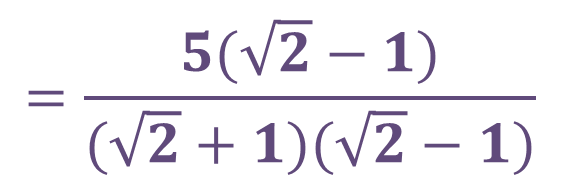 = 5(√2 − 1) / (√2 + 1)(√2 − 1)